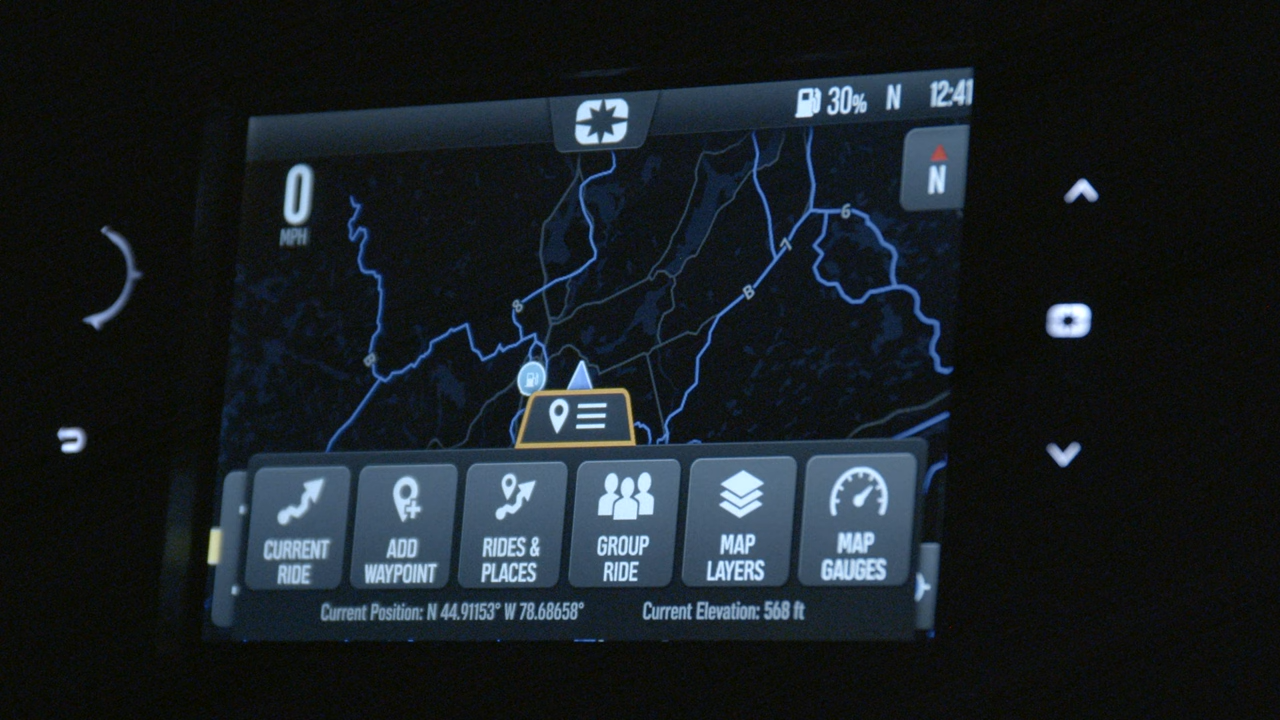 30% N 12:41
0
MPH
N
6
7
8
B
8
CURRENT
RIDE
ADD
WAYPOINT
RIDES &
PLACES
GROUP
RIDE
MAP
LAYERS
MAP
GAUGES
Current Position: N 44.91153° W 78.68658°
Current Elevation: 568 ft